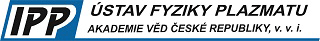 IPP ÚSTAV FYZIKY PLAZMATU
AKADEMIE VĚD ČESKÉ REPUBLIKY, v. v. i.